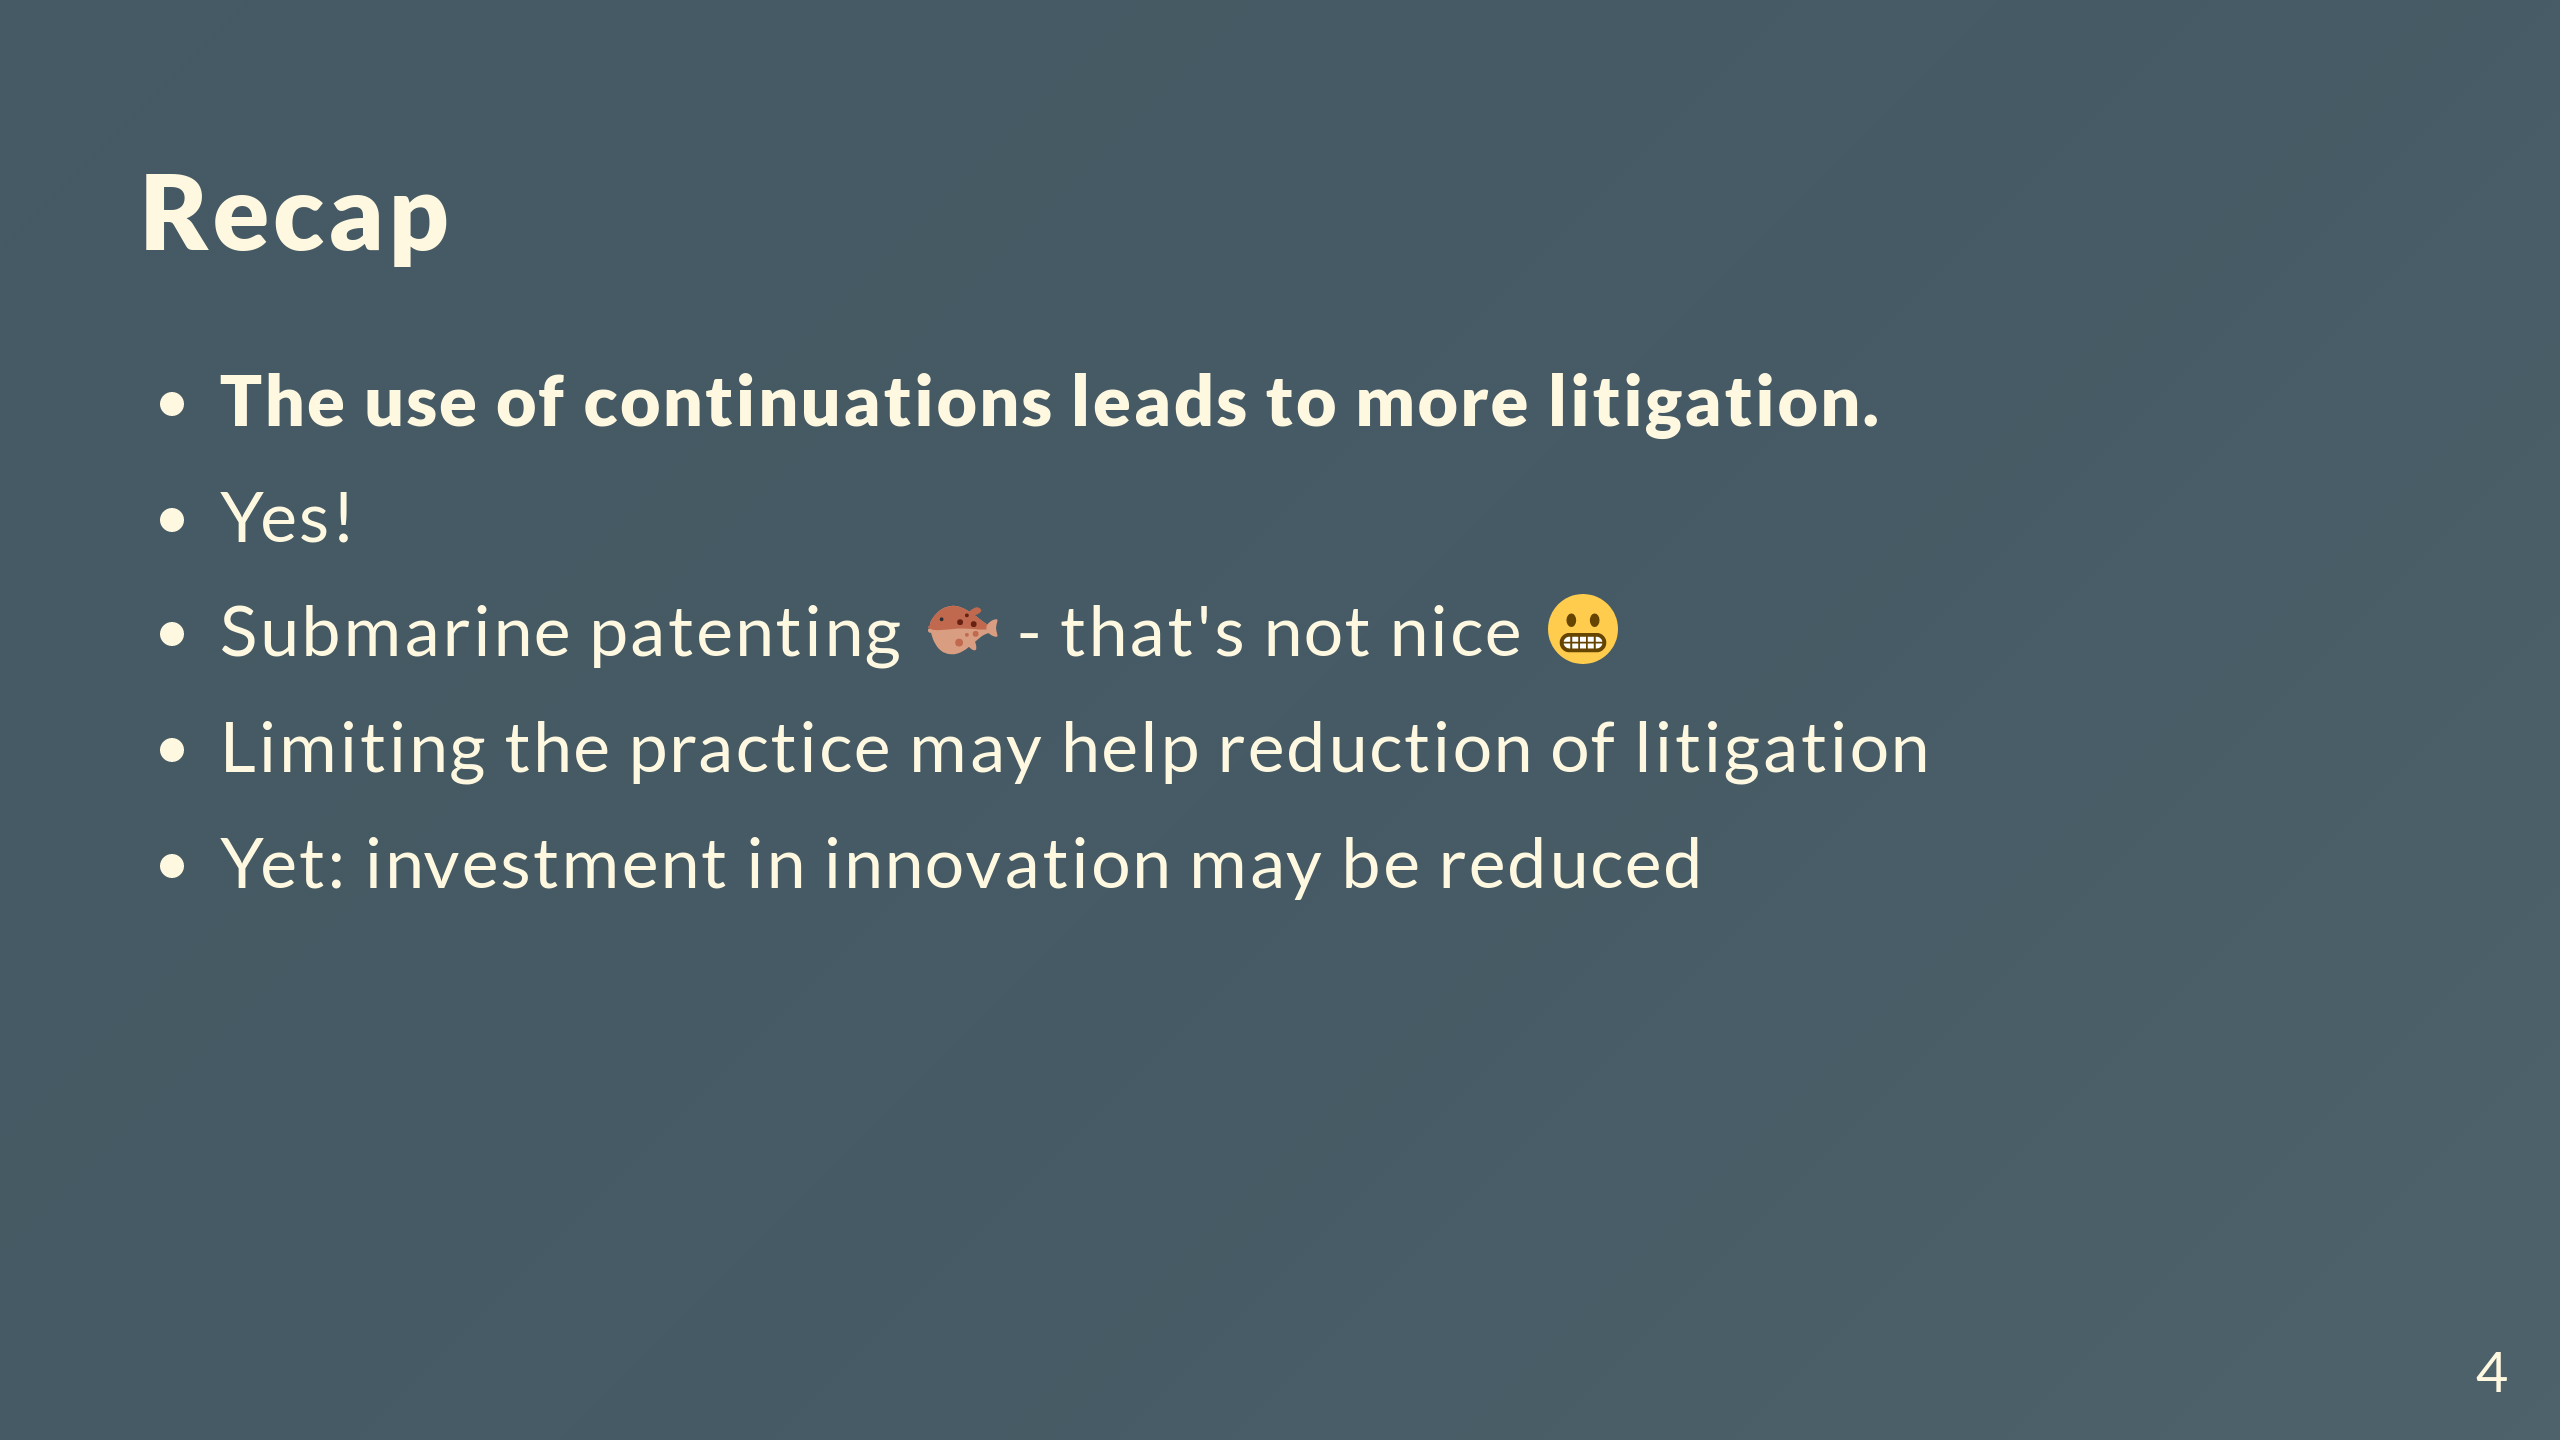 Recap
• The use of continuations leads to more litigation.
• Yes!
• Submarine patenting 🐡 - that's not nice 😬
• Limiting the practice may help reduction of litigation
• Yet: investment in innovation may be reduced
4